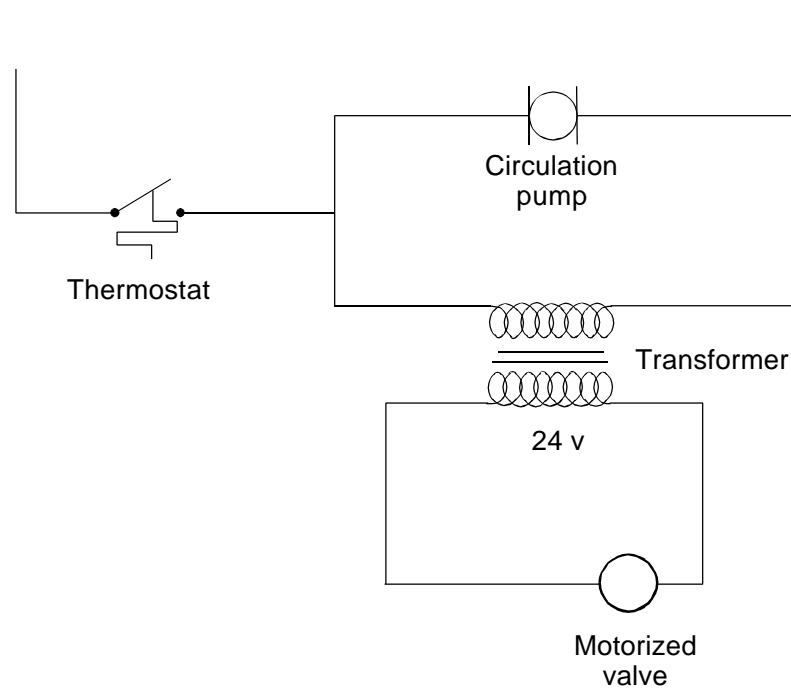 Circulation
pump
Thermostat
Transformer
24 v
Motorized
valve